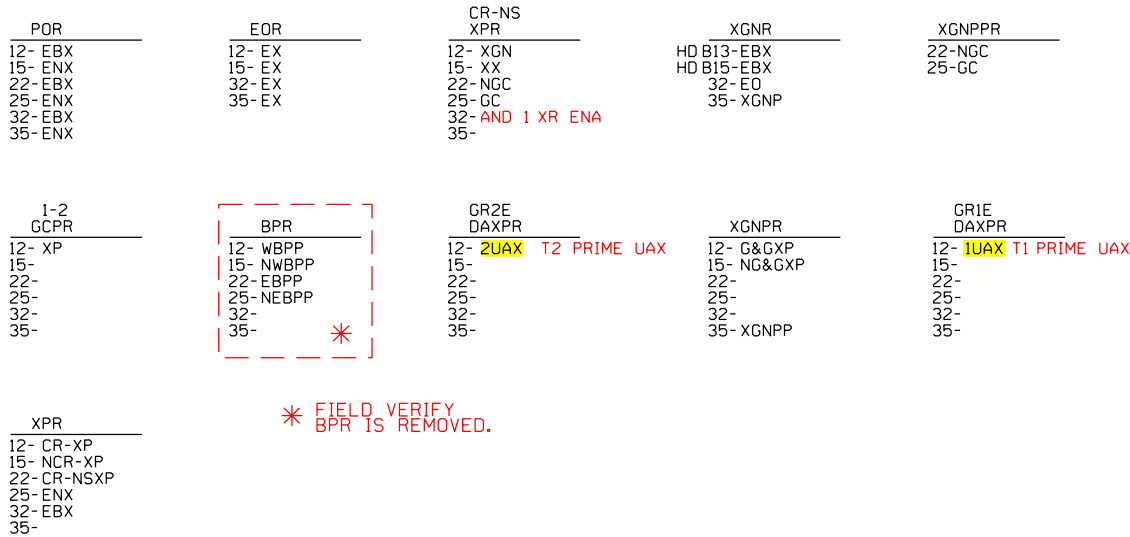 POR
12- EBX
15- ENX
22- EBX
25- ENX
32- EBX
35- ENX
EOR
12- EX
15- EX
32- EX
35- EX
CR-NS
XPR
12- XGN
15- XX
22- NGC
25- GC
32- AND 1 XR ENA
35-
XGNR
HD B13-EBX
HD B15-EBX
32- EO
35- XGNP
XGNPPR
22-NGC
25-GC
1-2
GCPR
12- XP
15-
22-
25-
32-
35-
BPR
12- WBPP
15- NWBPP
22- EBPP
25- NEBPP
32-
35- *
GR2E
DAXPR
12- 2UAX T2 PRIME UAX
15-
22-
25-
32-
35-
XGNPR
12- G&GXP
15- NG&GXP
22-
25-
32-
35- XGNPP
GR1E
DAXPR
12- 1UAX T1 PRIME UAX
15-
22-
25-
32-
35-
XPR
12- CR-XP
15- NCR-XP
22- CR-NSXP
25- ENX
32- EBX
35-
* FIELD VERIFY
BPR IS REMOVED.